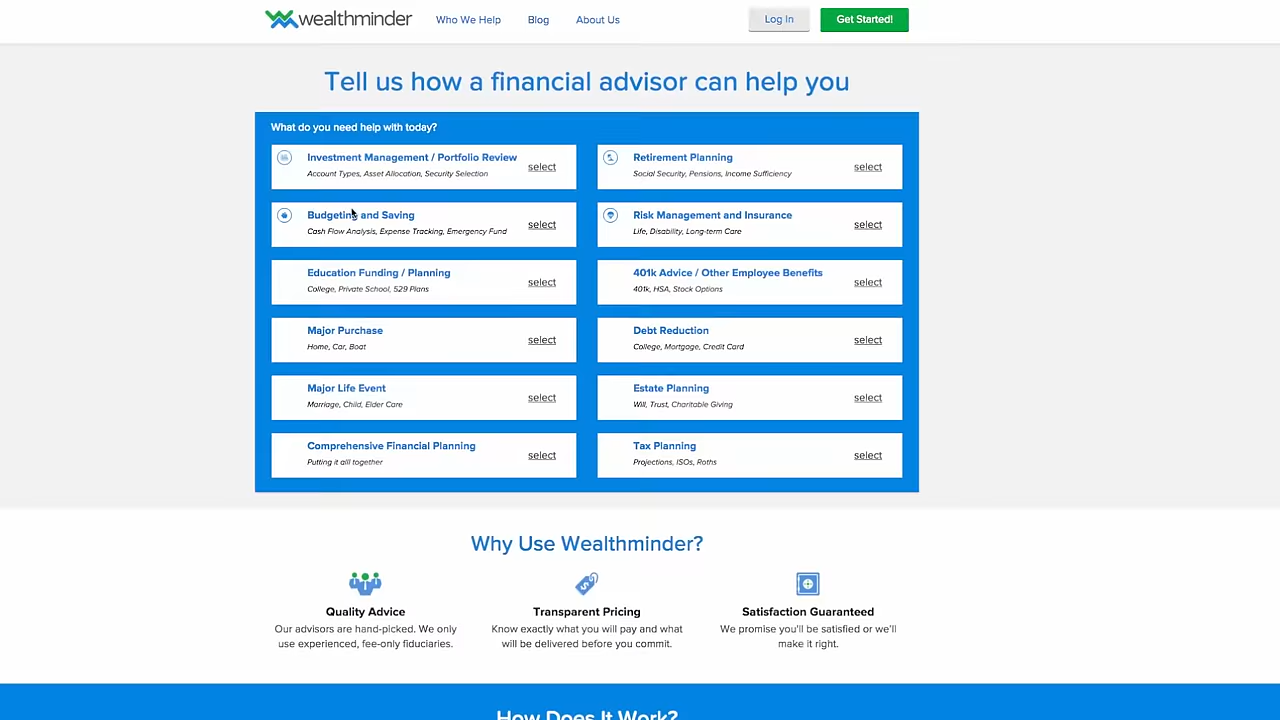 wealthminder Who We Help Blog About Us Log In Get Started!
Tell us how a financial advisor can help you
What do you need help with today?
Investment Management / Portfolio Review
Account Types, Asset Allocation, Security Selection
select
Retirement Planning
Social Security, Pensions, Income Sufficiency
select
Budgeting and Saving
Cash Flow Analysis, Expense Tracking, Emergency Fund
select
Risk Management and Insurance
Life, Disability, Long-term Care
select
Education Funding / Planning
College, Private School, 529 Plans
select
401k Advice / Other Employee Benefits
401k, HSA, Stock Options
select
Major Purchase
Home, Car, Boat
select
Debt Reduction
College, Mortgage, Credit Card
select
Major Life Event
Marriage, Child, Elder Care
select
Estate Planning
Will, Trust, Charitable Giving
select
Comprehensive Financial Planning
Putting it all together
select
Tax Planning
Projections, ISOs, Roths
select
Why Use Wealthminder?
Quality Advice
Our advisors are hand-picked. We only
use experienced, fee-only fiduciaries.
Transparent Pricing
Know exactly what you will pay and what
will be delivered before you commit.
Satisfaction Guaranteed
We promise you'll be satisfied or we'll
make it right.
How Does It Work?